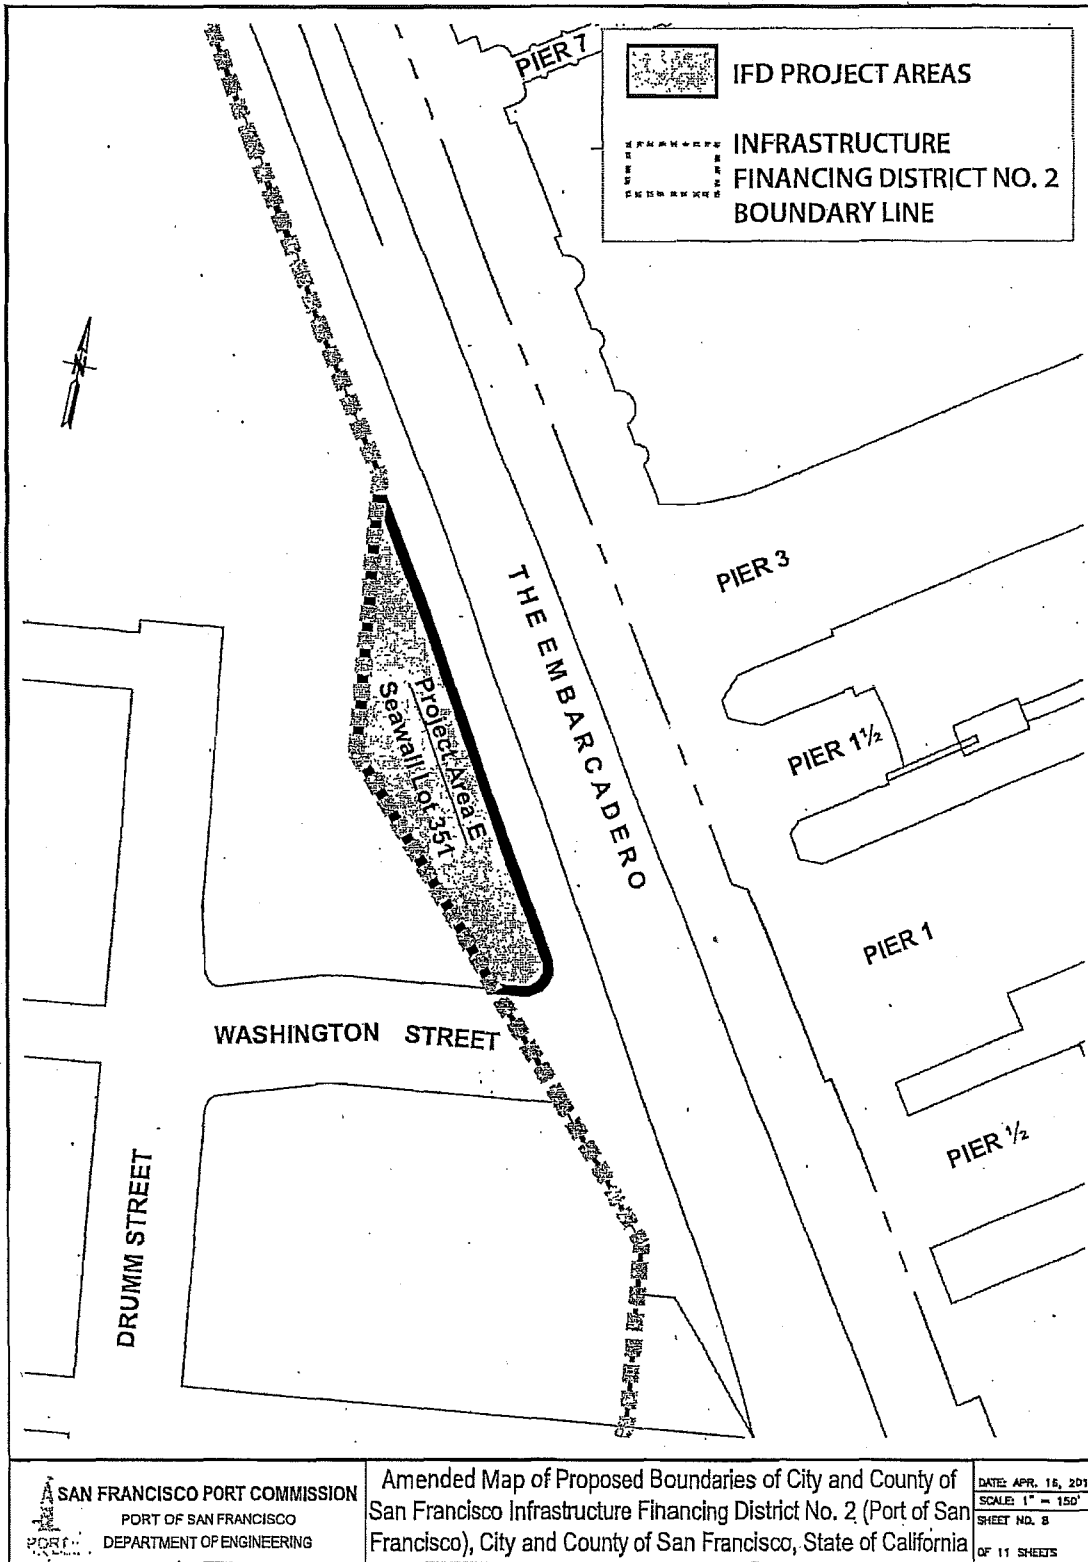 PIER 7
IFD PROJECT AREAS
INFRASTRUCTURE
FINANCING DISTRICT NO. 2
BOUNDARY LINE
N
PIER 3
THE EMBARCADERO
Project Area E
Seawall Lot 351
PIER 1½
PIER 1
WASHINGTON STREET
PIER ½
DRUMM STREET
SAN FRANCISCO PORT COMMISSION
PORT OF SAN FRANCISCO
DEPARTMENT OF ENGINEERING
PORT
Amended Map of Proposed Boundaries of City and County of
San Francisco Infrastructure Financing District No. 2 (Port of San
Francisco), City and County of San Francisco, State of California
DATE: APR. 16,
SCALE: 1" = 150'
SHEET NO. 8
OF 11 SHEETS